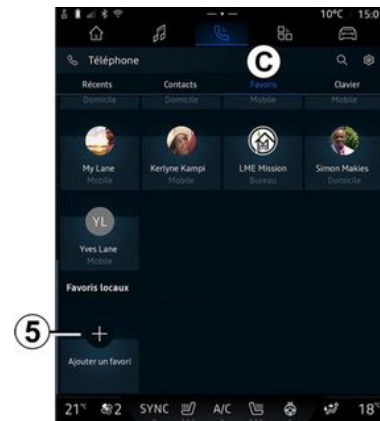 -•-
10°C 15:0
Téléphone
C
Récents Contacts Favoris Clavier
Domicile Domicile Mobile Mobile
My Lane Kerlyne Kampi LME Mission Simon Makies
Mobile Mobile Bureau Domicile
YL
Yves Lane
Mobile
Favoris locaux
5
+
Ajouter un favori
21° 2 SYNC A/C 18°